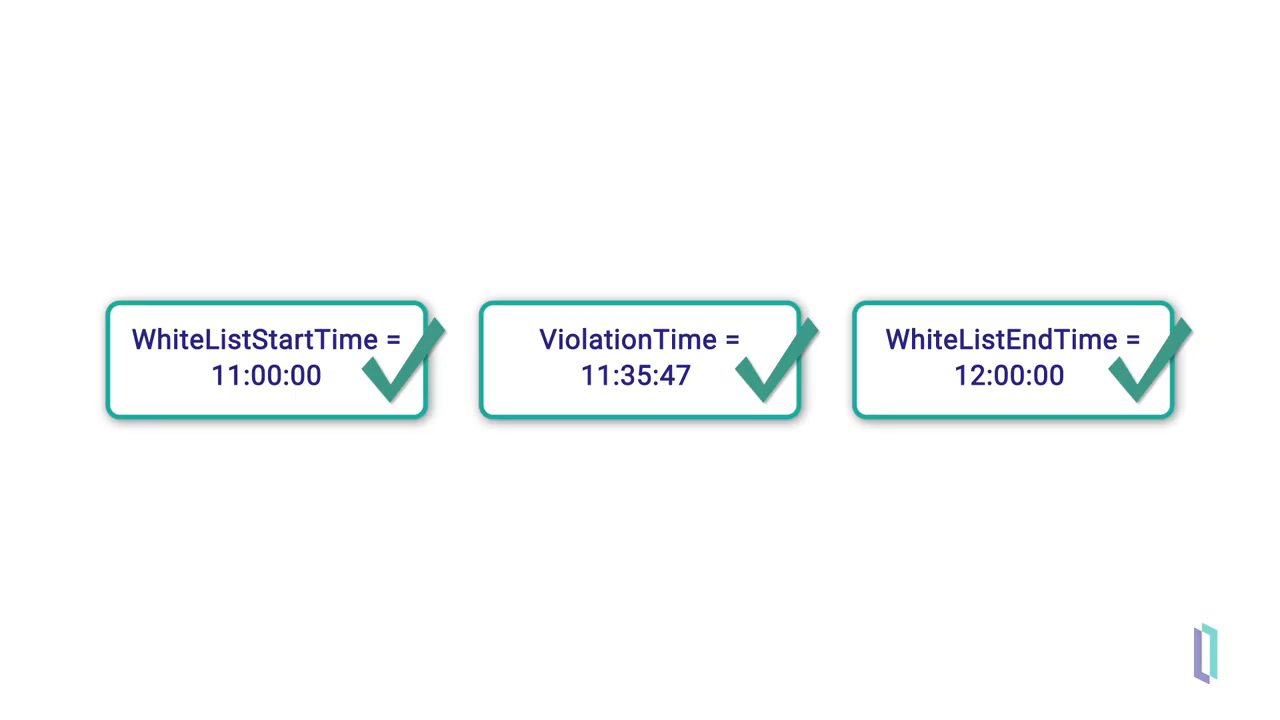 WhiteListStartTime =
11:00:00
ViolationTime =
11:35:47
WhiteListEndTime =
12:00:00